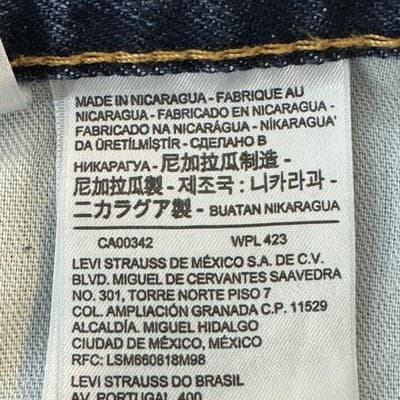 MADE IN NICARAGUA - FABRIQUE AU
NICARAGUA - FABRICADO EN NICARAGUA -
FABRICADO NA NICARÁGUA - NİKARAGUA'
DA ÜRETİLMİŞTİR - СДЕЛАНО В
НИКАРАГУА - 尼加拉瓜制造 -
尼加拉瓜製 - 제조국 : 니카라과 -
ニカラグア製 - BUATAN NIKARAGUA
CA00342 WPL 423
LEVI STRAUSS DE MÉXICO S.A. DE C.V.
BLVD. MIGUEL DE CERVANTES SAAVEDRA
NO. 301, TORRE NORTE PISO 7
COL. AMPLIACIÓN GRANADA C.P. 11529
ALCALDÍA. MIGUEL HIDALGO
CIUDAD DE MÉXICO, MÉXICO
RFC: LSM660818M98
LEVI STRAUSS DO BRASIL
AV. PORTUGAL, 400